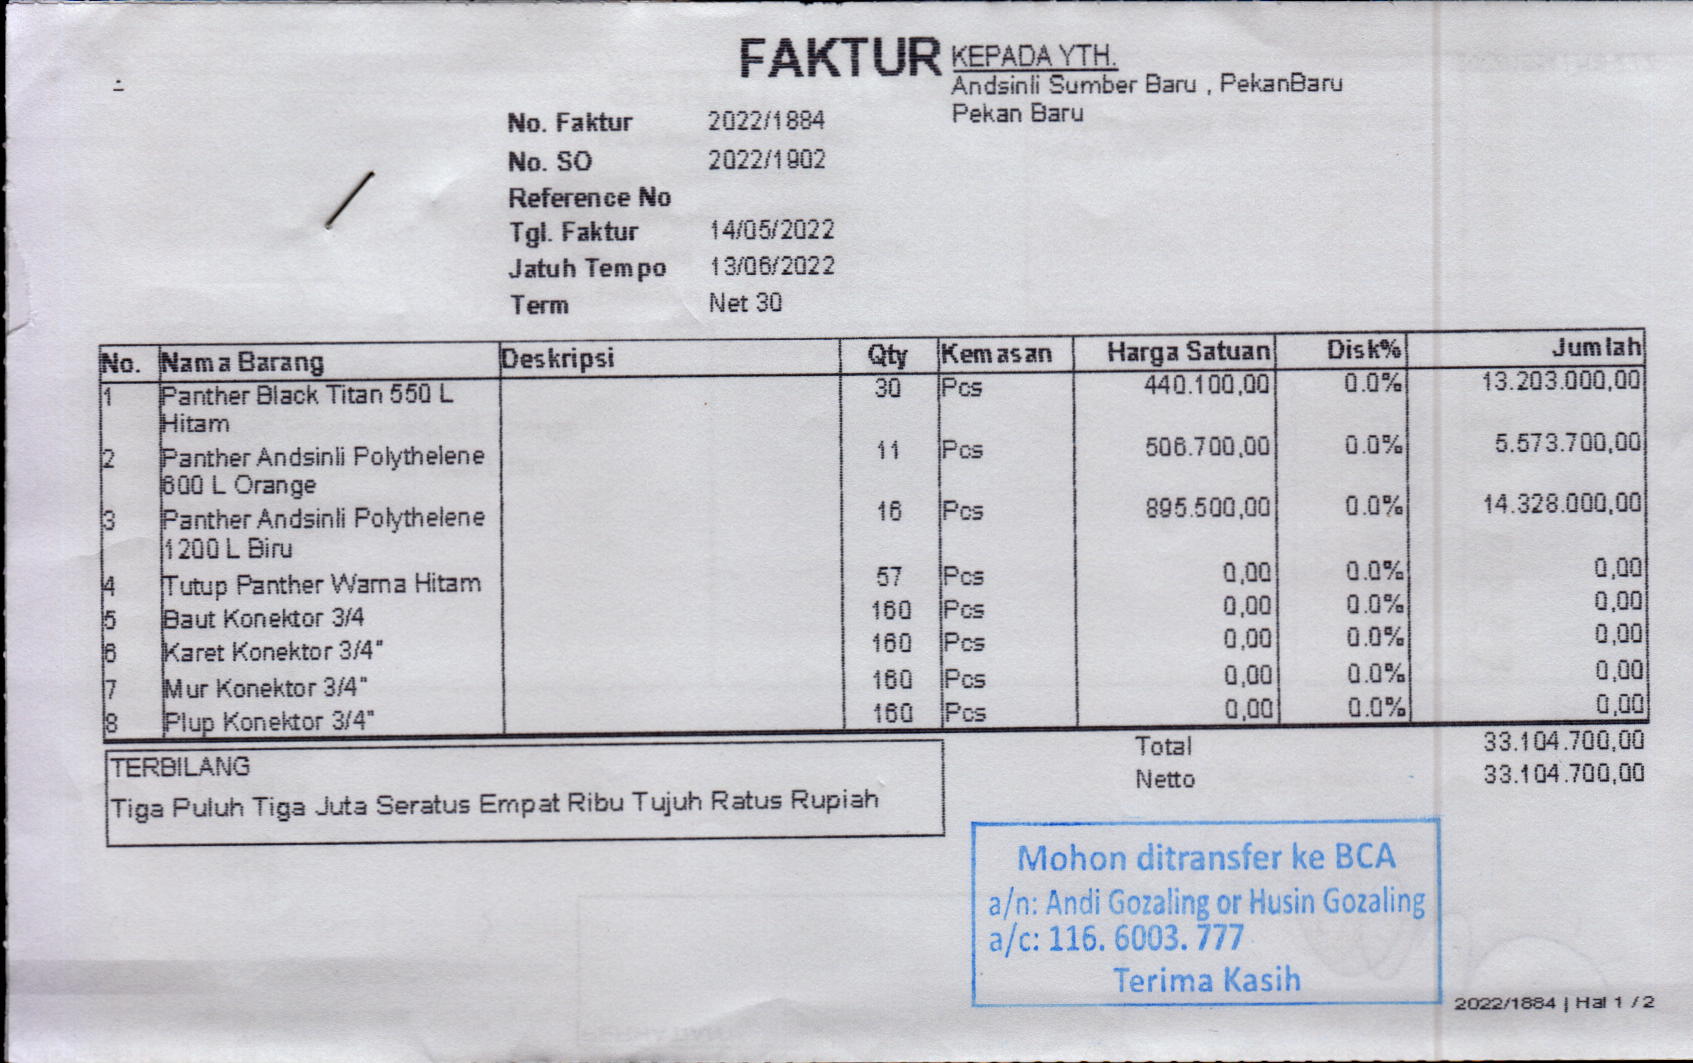 FAKTUR
KEPADA YTH.
Andsinli Sumber Baru , PekanBaru
Pekan Baru
No. Faktur 2022/1884
No. SO 2022/1902
Reference No
Tgl. Faktur 14/05/2022
Jatuh Tempo 13/06/2022
Term Net 30
No. Nama Barang Deskripsi Qty Kemasan Harga Satuan Disk% Jumlah
1 Panther Black Titan 550 L 30 Pcs 440.100,00 0.0% 13.203.000,00
Hitam
2 Panther Andsinli Polythelene 11 Pcs 506.700,00 0.0% 5.573.700,00
600 L Orange
3 Panther Andsinli Polythelene 16 Pcs 895.500,00 0.0% 14.328.000,00
1200 L Biru
4 Tutup Panther Warna Hitam 57 Pcs 0,00 0.0% 0,00
5 Baut Konektor 3/4 160 Pcs 0,00 0.0% 0,00
6 Karet Konektor 3/4" 160 Pcs 0,00 0.0% 0,00
7 Mur Konektor 3/4" 160 Pcs 0,00 0.0% 0,00
8 Plup Konektor 3/4" 160 Pcs 0,00 0.0% 0,00
Total 33.104.700,00
Netto 33.104.700,00
TERBILANG
Tiga Puluh Tiga Juta Seratus Empat Ribu Tujuh Ratus Rupiah
Mohon ditransfer ke BCA
a/n: Andi Gozaling or Husin Gozaling
a/c: 116. 6003. 777
Terima Kasih
2022/1884 | Hal 1 / 2